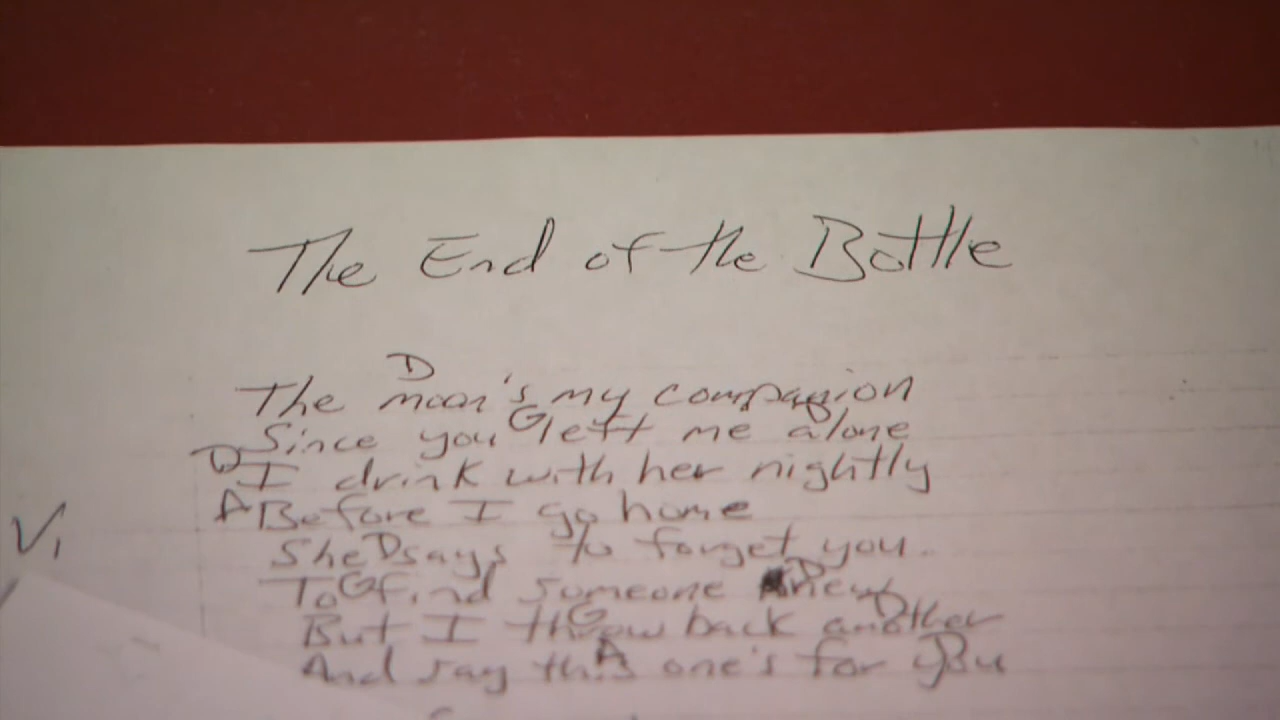 The End of the Bottle
D
The moon's my companion
Since you G left me alone
D I drink with her nightly
A Before I go home
V1
She D says to forget you
To G find someone new D
But I throw G back another D
And say this A one's for you D